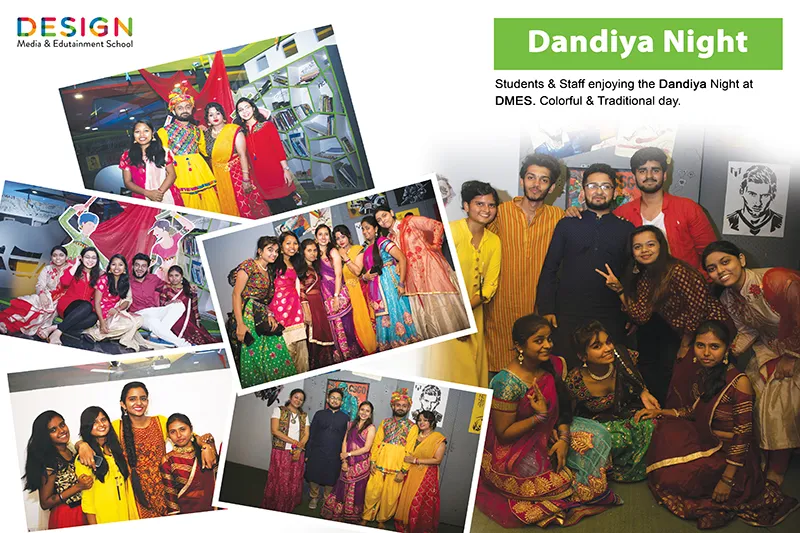 DESIGN
Media & Edutainment School
Dandiya Night
Students & Staff enjoying the Dandiya Night at
DMES. Colorful & Traditional day.